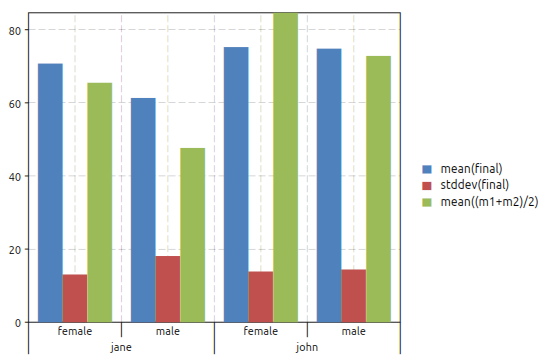 80
60
40
20
0
female male female male
jane john
mean(final)
stddev(final)
mean((m1+m2)/2)